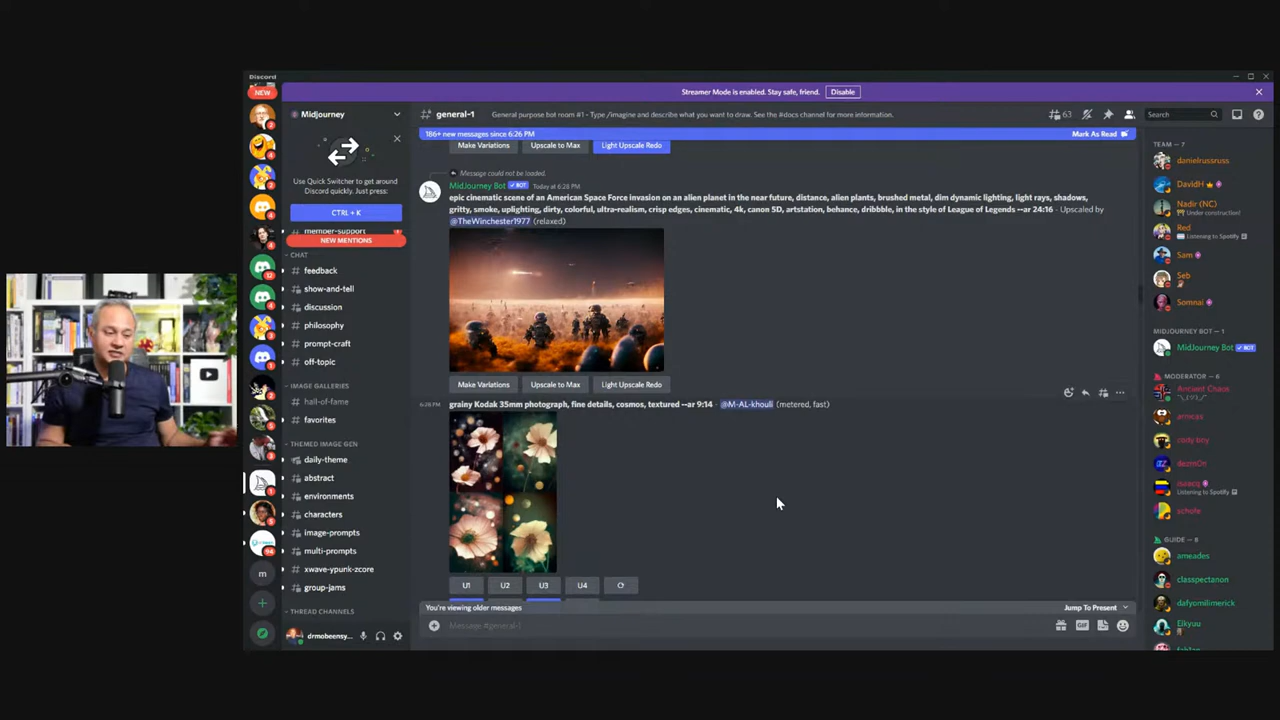 Discord
NEW
Streamer Mode is enabled. Stay safe, friend.
Disable
Midjourney
Use Quick Switcher to get around
Discord quickly. Just press:
CTRL + K
member-support
NEW MENTIONS
CHAT
feedback
show-and-tell
discussion
philosophy
prompt-craft
off-topic
IMAGE GALLERIES
hall-of-fame
favorites
THEMED IMAGE GEN
daily-theme
abstract
environments
characters
image-prompts
multi-prompts
xwave-ypunk-zcore
group-jams
THREAD CHANNELS
m
drmobeensy...
general-1
General purpose bot room #1 - Type /imagine and describe what you want to draw. See the #docs channel for more information.
63
Search
186+ new messages since 6:26 PM
Mark As Read
Make Variations
Upscale to Max
Light Upscale Redo
Message could not be loaded.
MidJourney Bot BOT Today at 6:28 PM
epic cinematic scene of an American Space Force invasion on an alien planet in the near future, distance, alien plants, brushed metal, dim dynamic lighting, light rays, shadows,
gritty, smoke, uplighting, dirty, colorful, ultra-realism, crisp edges, cinematic, 4k, canon 5D, artstation, behance, dribbble, in the style of League of Legends --ar 24:16 - Upscaled by
@TheWinchester1977 (relaxed)
Make Variations
Upscale to Max
Light Upscale Redo
6:28 PM
grainy Kodak 35mm photograph, fine details, cosmos, textured --ar 9:14 - @M-AL-khouli (metered, fast)
U1
U2
U3
U4
You're viewing older messages
Jump To Present
Message #general-1
GIF
TEAM — 7
danielrussruss
DavidH
Nadir (NC)
Under construction!
Red
Listening to Spotify
Sam
Seb
Somnai
MIDJOURNEY BOT — 1
MidJourney Bot BOT
MODERATOR — 6
Ancient Chaos
cody boy
isaacq
Listening to Spotify
schofe
GUIDE — 8
ameades
classpectanon
dafyomilimerick
Eikyuu